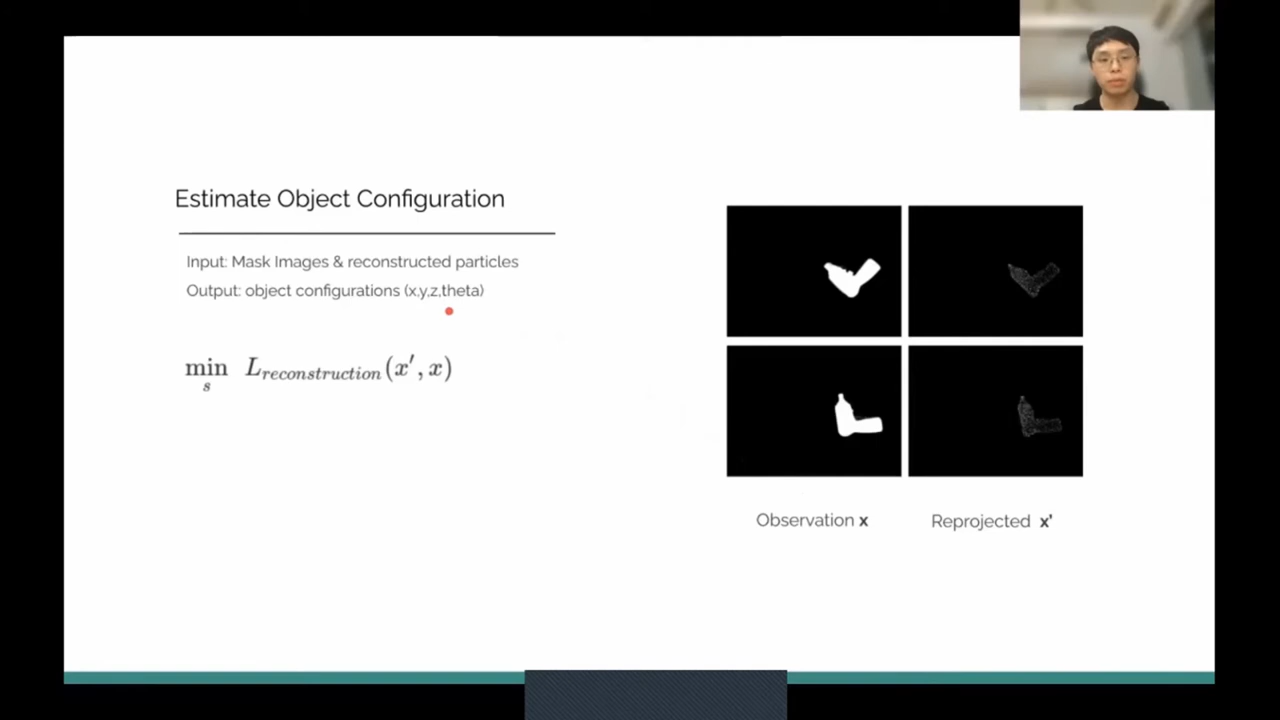 Estimate Object Configuration
Input: Mask Images & reconstructed particles
Output: object configurations (x,y,z,theta)
min L_reconstruction(x′, x)
s
Observation x
Reprojected x'